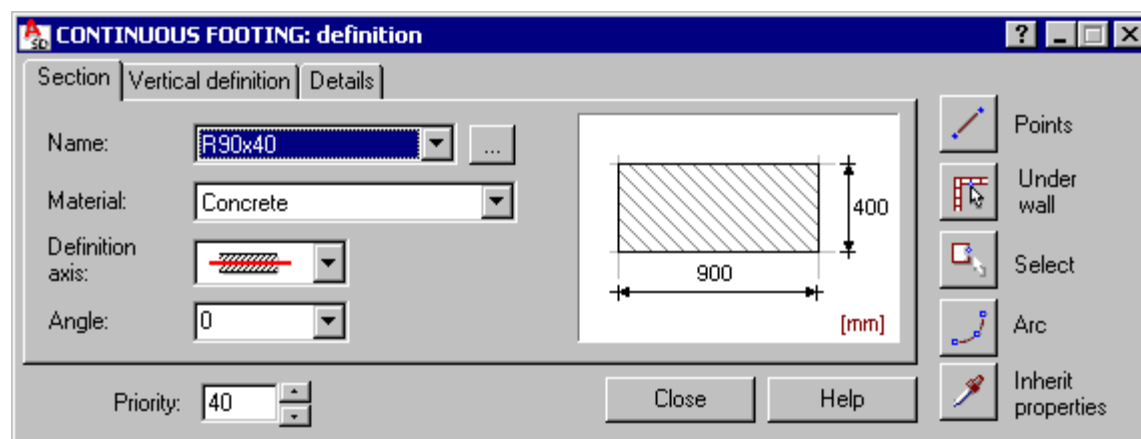 ASD CONTINUOUS FOOTING: definition ? X
Section Vertical definition Details
Name: R90x40 ...
Material: Concrete
Definition
axis:
Angle: 0
400
900
[mm]
Priority: 40
Close Help
Points
Under
wall
Select
Arc
Inherit
properties